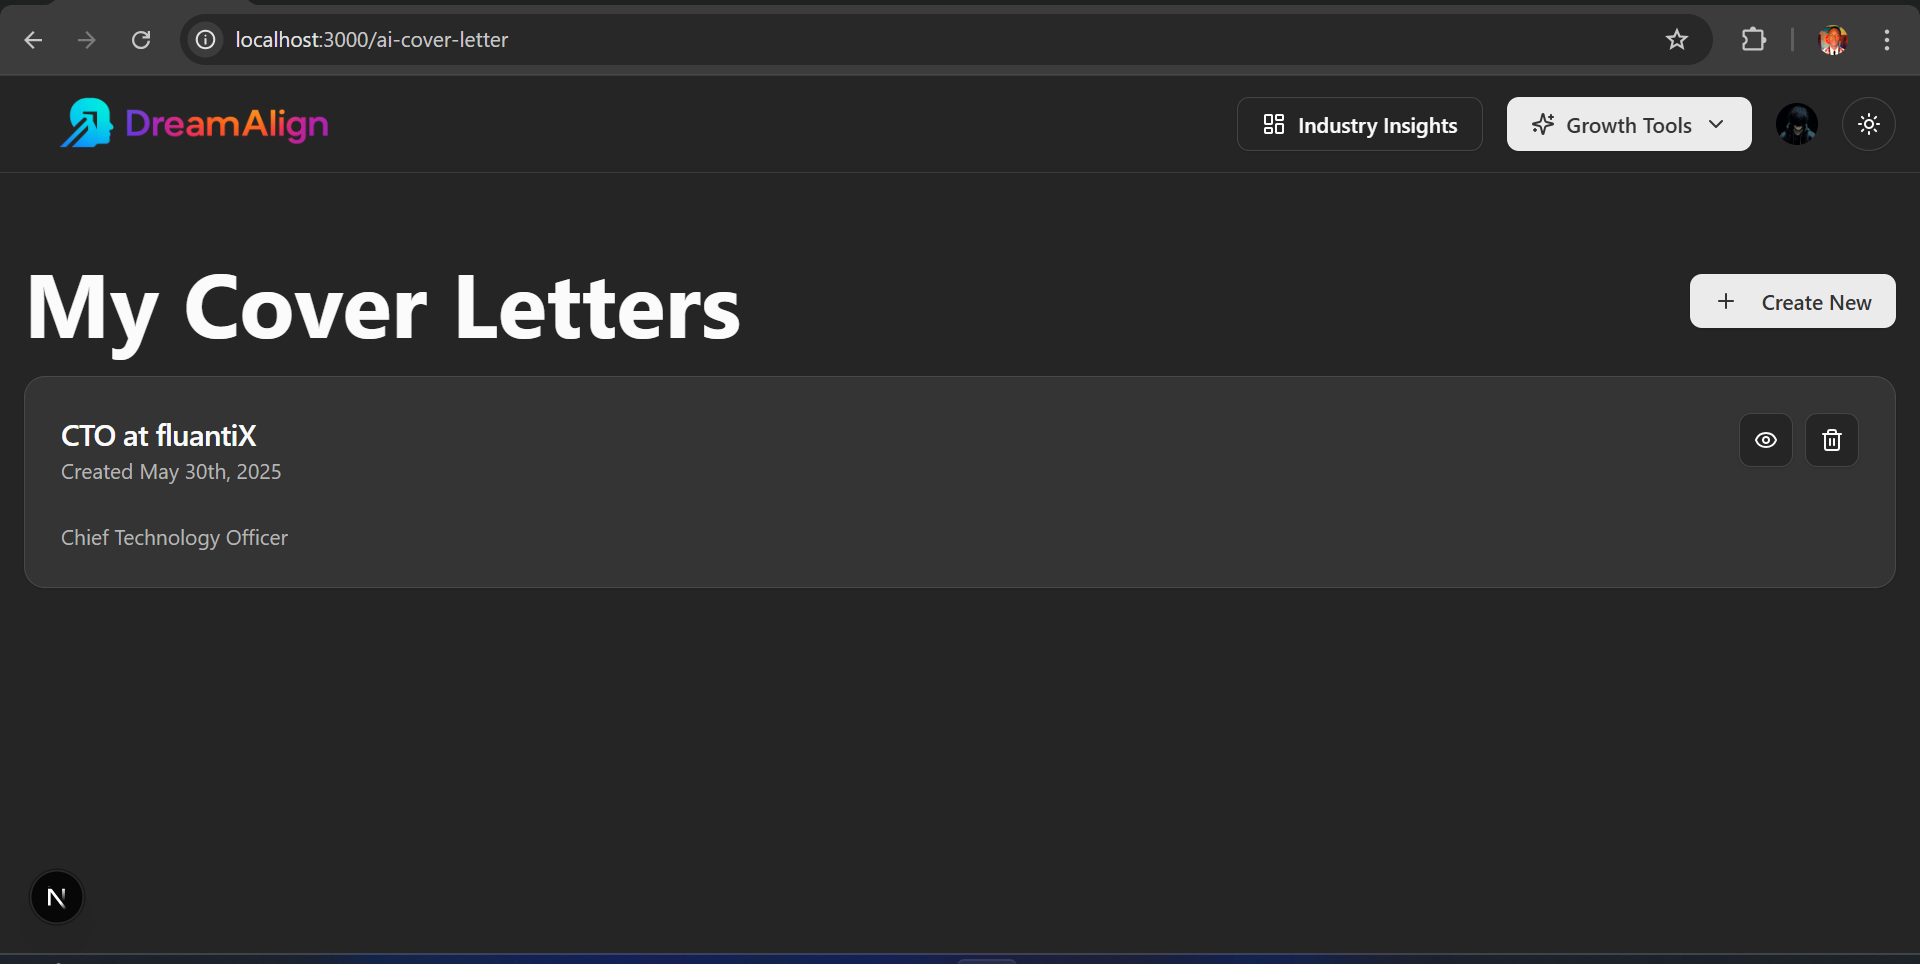 localhost:3000/ai-cover-letter
DreamAlign
Industry Insights
Growth Tools
My Cover Letters
Create New
CTO at fluantiX
Created May 30th, 2025
Chief Technology Officer
N